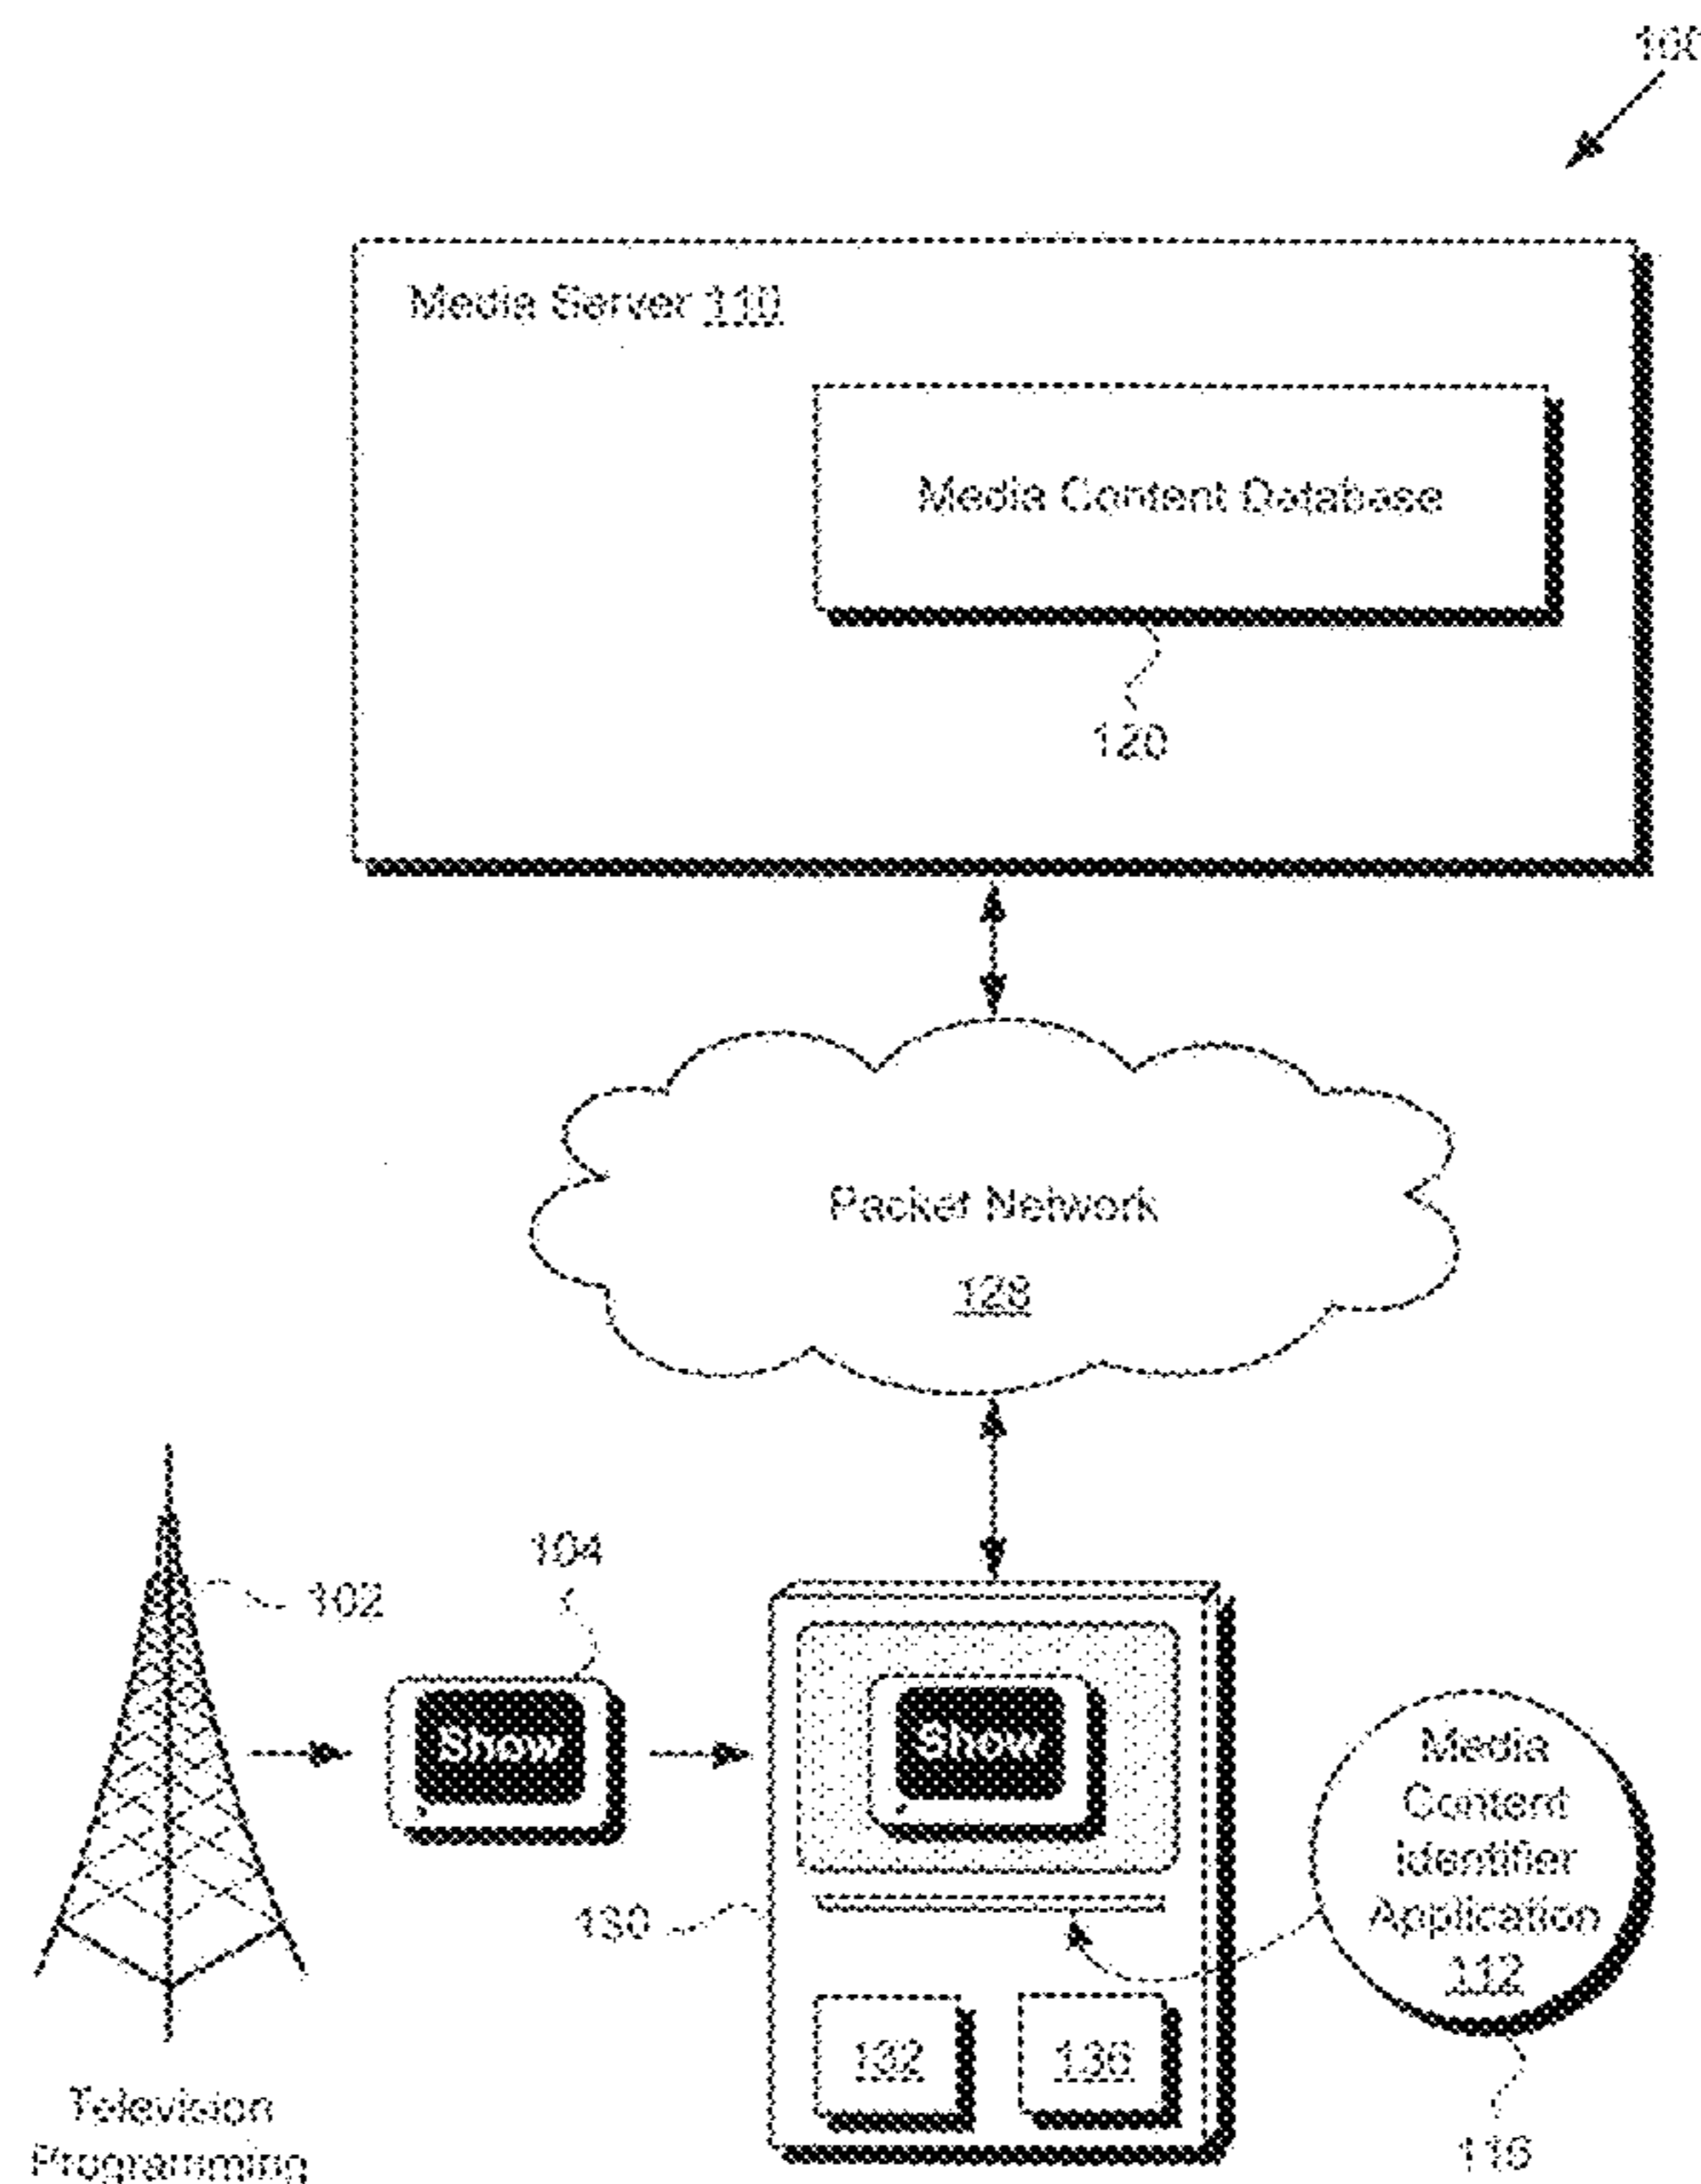 100
Media Server 110
Media Content Database
120
Packet Network
128
104
102
Show
Show
130
Media
Content
Identifier
Application
112
132
136
116
Television
Programming